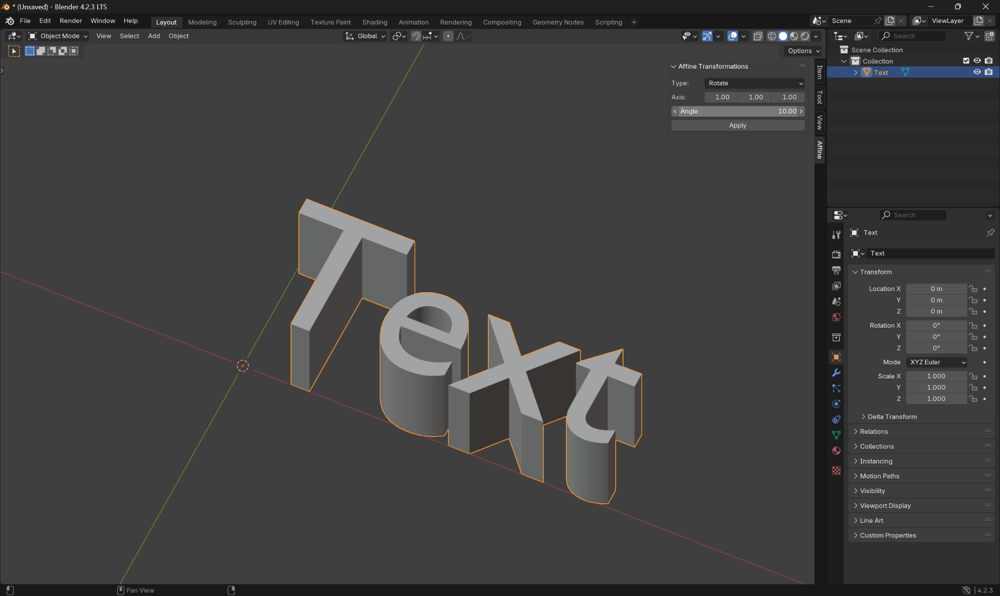 * (Unsaved) - Blender 4.2.3 LTS
File Edit Render Window Help Layout Modeling Sculpting UV Editing Texture Paint Shading Animation Rendering Compositing Geometry Nodes Scripting + Scene ViewLayer
Object Mode View Select Add Object Global Search
Options
Scene Collection
Collection
Text
Affine Transformations
Type: Rotate
Axis: 1.00 1.00 1.00
Angle 10.00
Apply
Item
Tool
View
Affine
Text
Search
Text
Text
Transform
Location X 0 m
Y 0 m
Z 0 m
Rotation X 0°
Y 0°
Z 0°
Mode XYZ Euler
Scale X 1.000
Y 1.000
Z 1.000
Delta Transform
Relations
Collections
Instancing
Motion Paths
Visibility
Viewport Display
Line Art
Custom Properties
Pan View
4.2.3